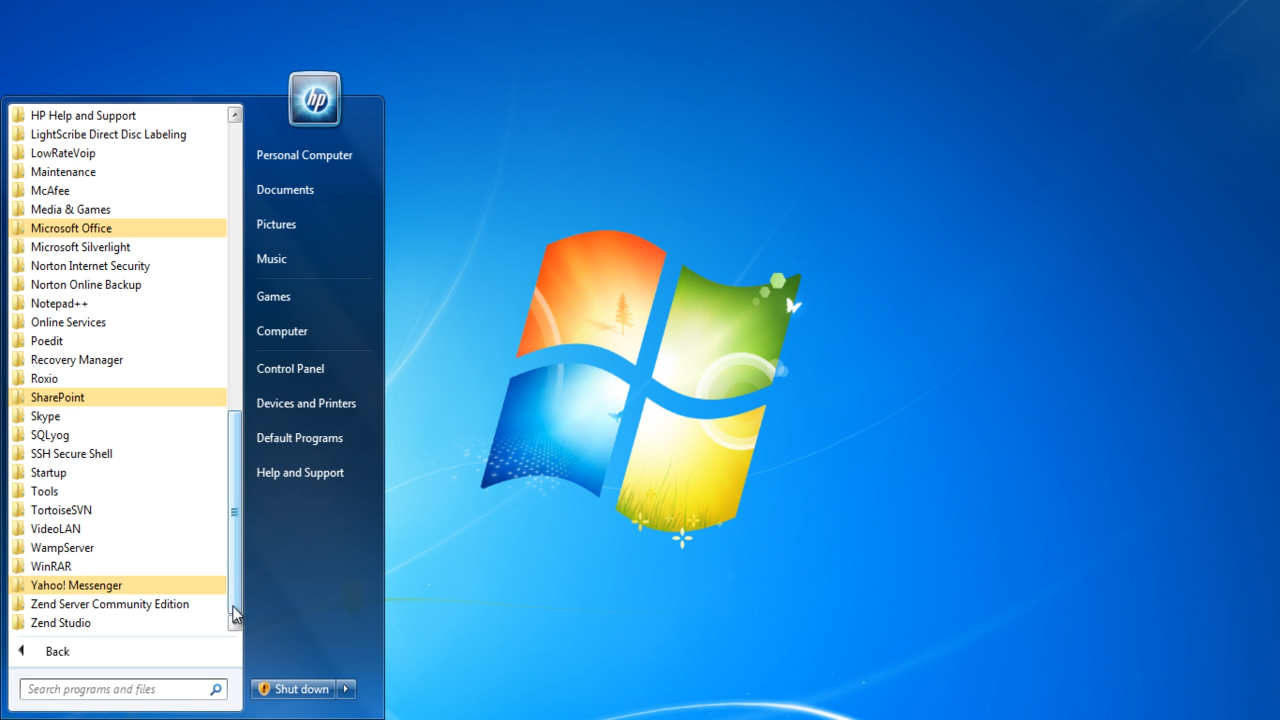 hp
HP Help and Support
LightScribe Direct Disc Labeling
LowRateVoip
Maintenance
McAfee
Media & Games
Microsoft Office
Microsoft Silverlight
Norton Internet Security
Norton Online Backup
Notepad++
Online Services
Poedit
Recovery Manager
Roxio
SharePoint
Skype
SQLyog
SSH Secure Shell
Startup
Tools
TortoiseSVN
VideoLAN
WampServer
WinRAR
Yahoo! Messenger
Zend Server Community Edition
Zend Studio
Back
Search programs and files
Personal Computer
Documents
Pictures
Music
Games
Computer
Control Panel
Devices and Printers
Default Programs
Help and Support
Shut down